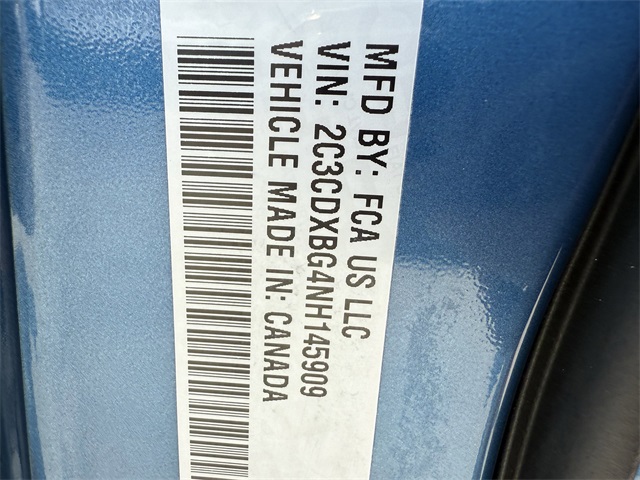 MFD BY: FCA US LLC
VIN: 2C3CDXBG4NH145909
VEHICLE MADE IN: CANADA